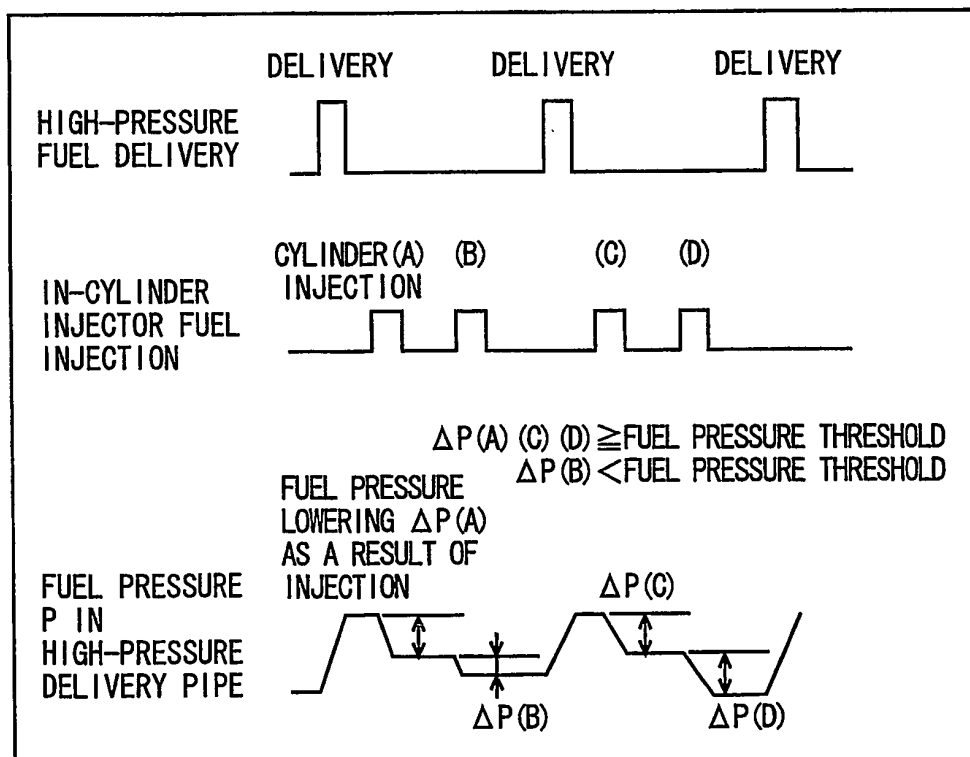 DELIVERY DELIVERY DELIVERY
HIGH-PRESSURE
FUEL DELIVERY
CYLINDER(A) (B) (C) (D)
INJECTION
IN-CYLINDER
INJECTOR FUEL
INJECTION
ΔP(A)(C)(D)≧FUEL PRESSURE THRESHOLD
ΔP(B)<FUEL PRESSURE THRESHOLD
FUEL PRESSURE
LOWERING ΔP(A)
AS A RESULT OF
INJECTION
FUEL PRESSURE
P IN
HIGH-PRESSURE
DELIVERY PIPE
ΔP(C)
ΔP(B)
ΔP(D)